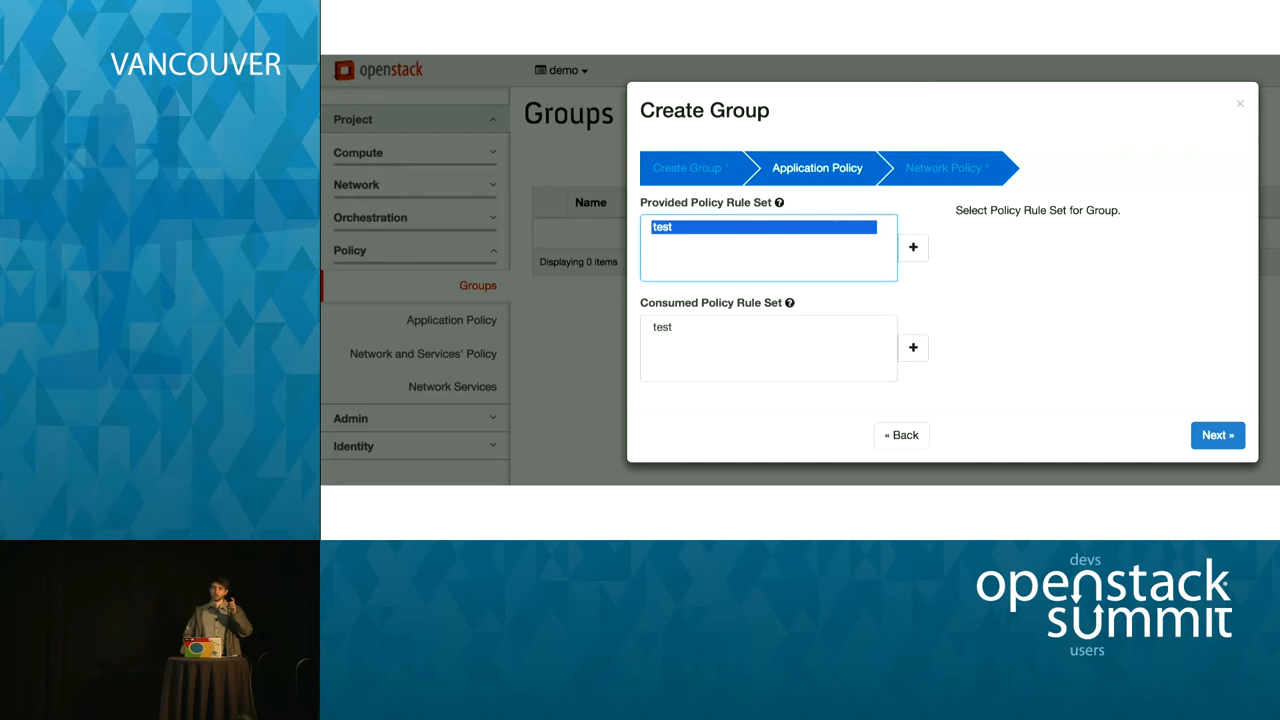 VANCOUVER
openstack
demo
Project
Compute
Network
Orchestration
Policy
Groups
Application Policy
Network and Services' Policy
Network Services
Admin
Identity
Groups
Name
Displaying 0 items
Create Group
×
Create Group *
Application Policy
Network Policy *
Provided Policy Rule Set
test
+
Select Policy Rule Set for Group.
Consumed Policy Rule Set
test
+
« Back
Next »
devs
openstack
summit
users